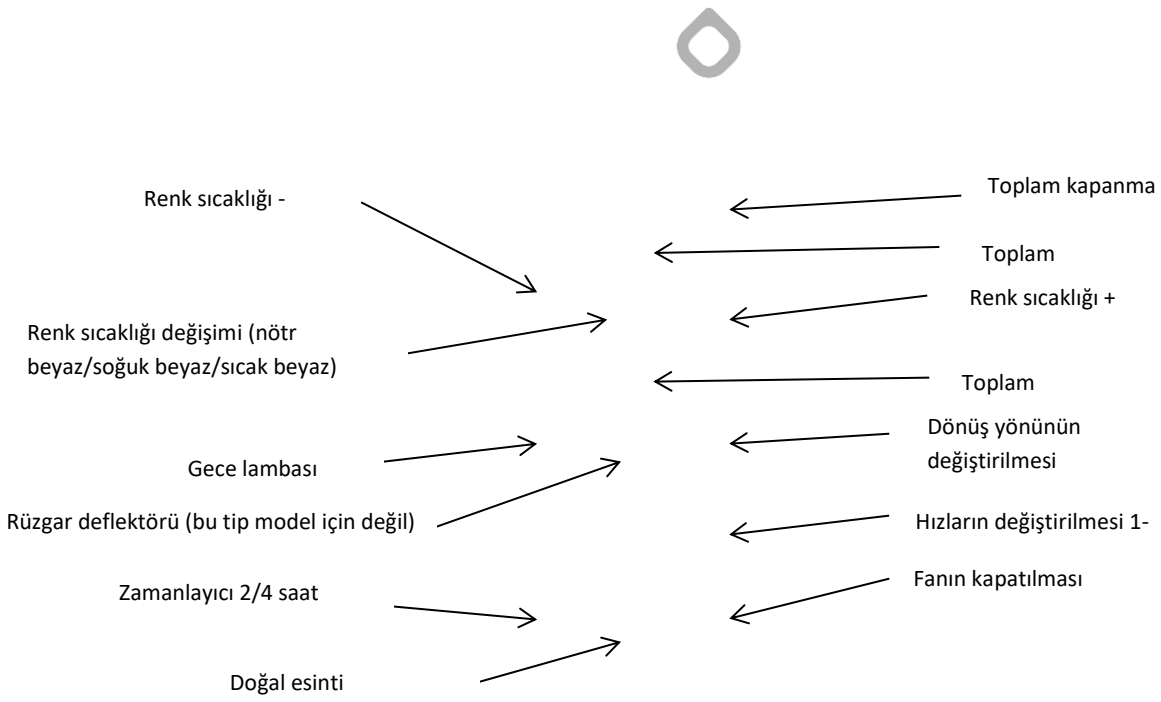 Renk sıcaklığı -
Renk sıcaklığı değişimi (nötr
beyaz/soğuk beyaz/sıcak beyaz)
Gece lambası
Rüzgar deflektörü (bu tip model için değil)
Zamanlayıcı 2/4 saat
Doğal esinti
Toplam kapanma
Toplam
Renk sıcaklığı +
Toplam
Dönüş yönünün
değiştirilmesi
Hızların değiştirilmesi 1-
Fanın kapatılması